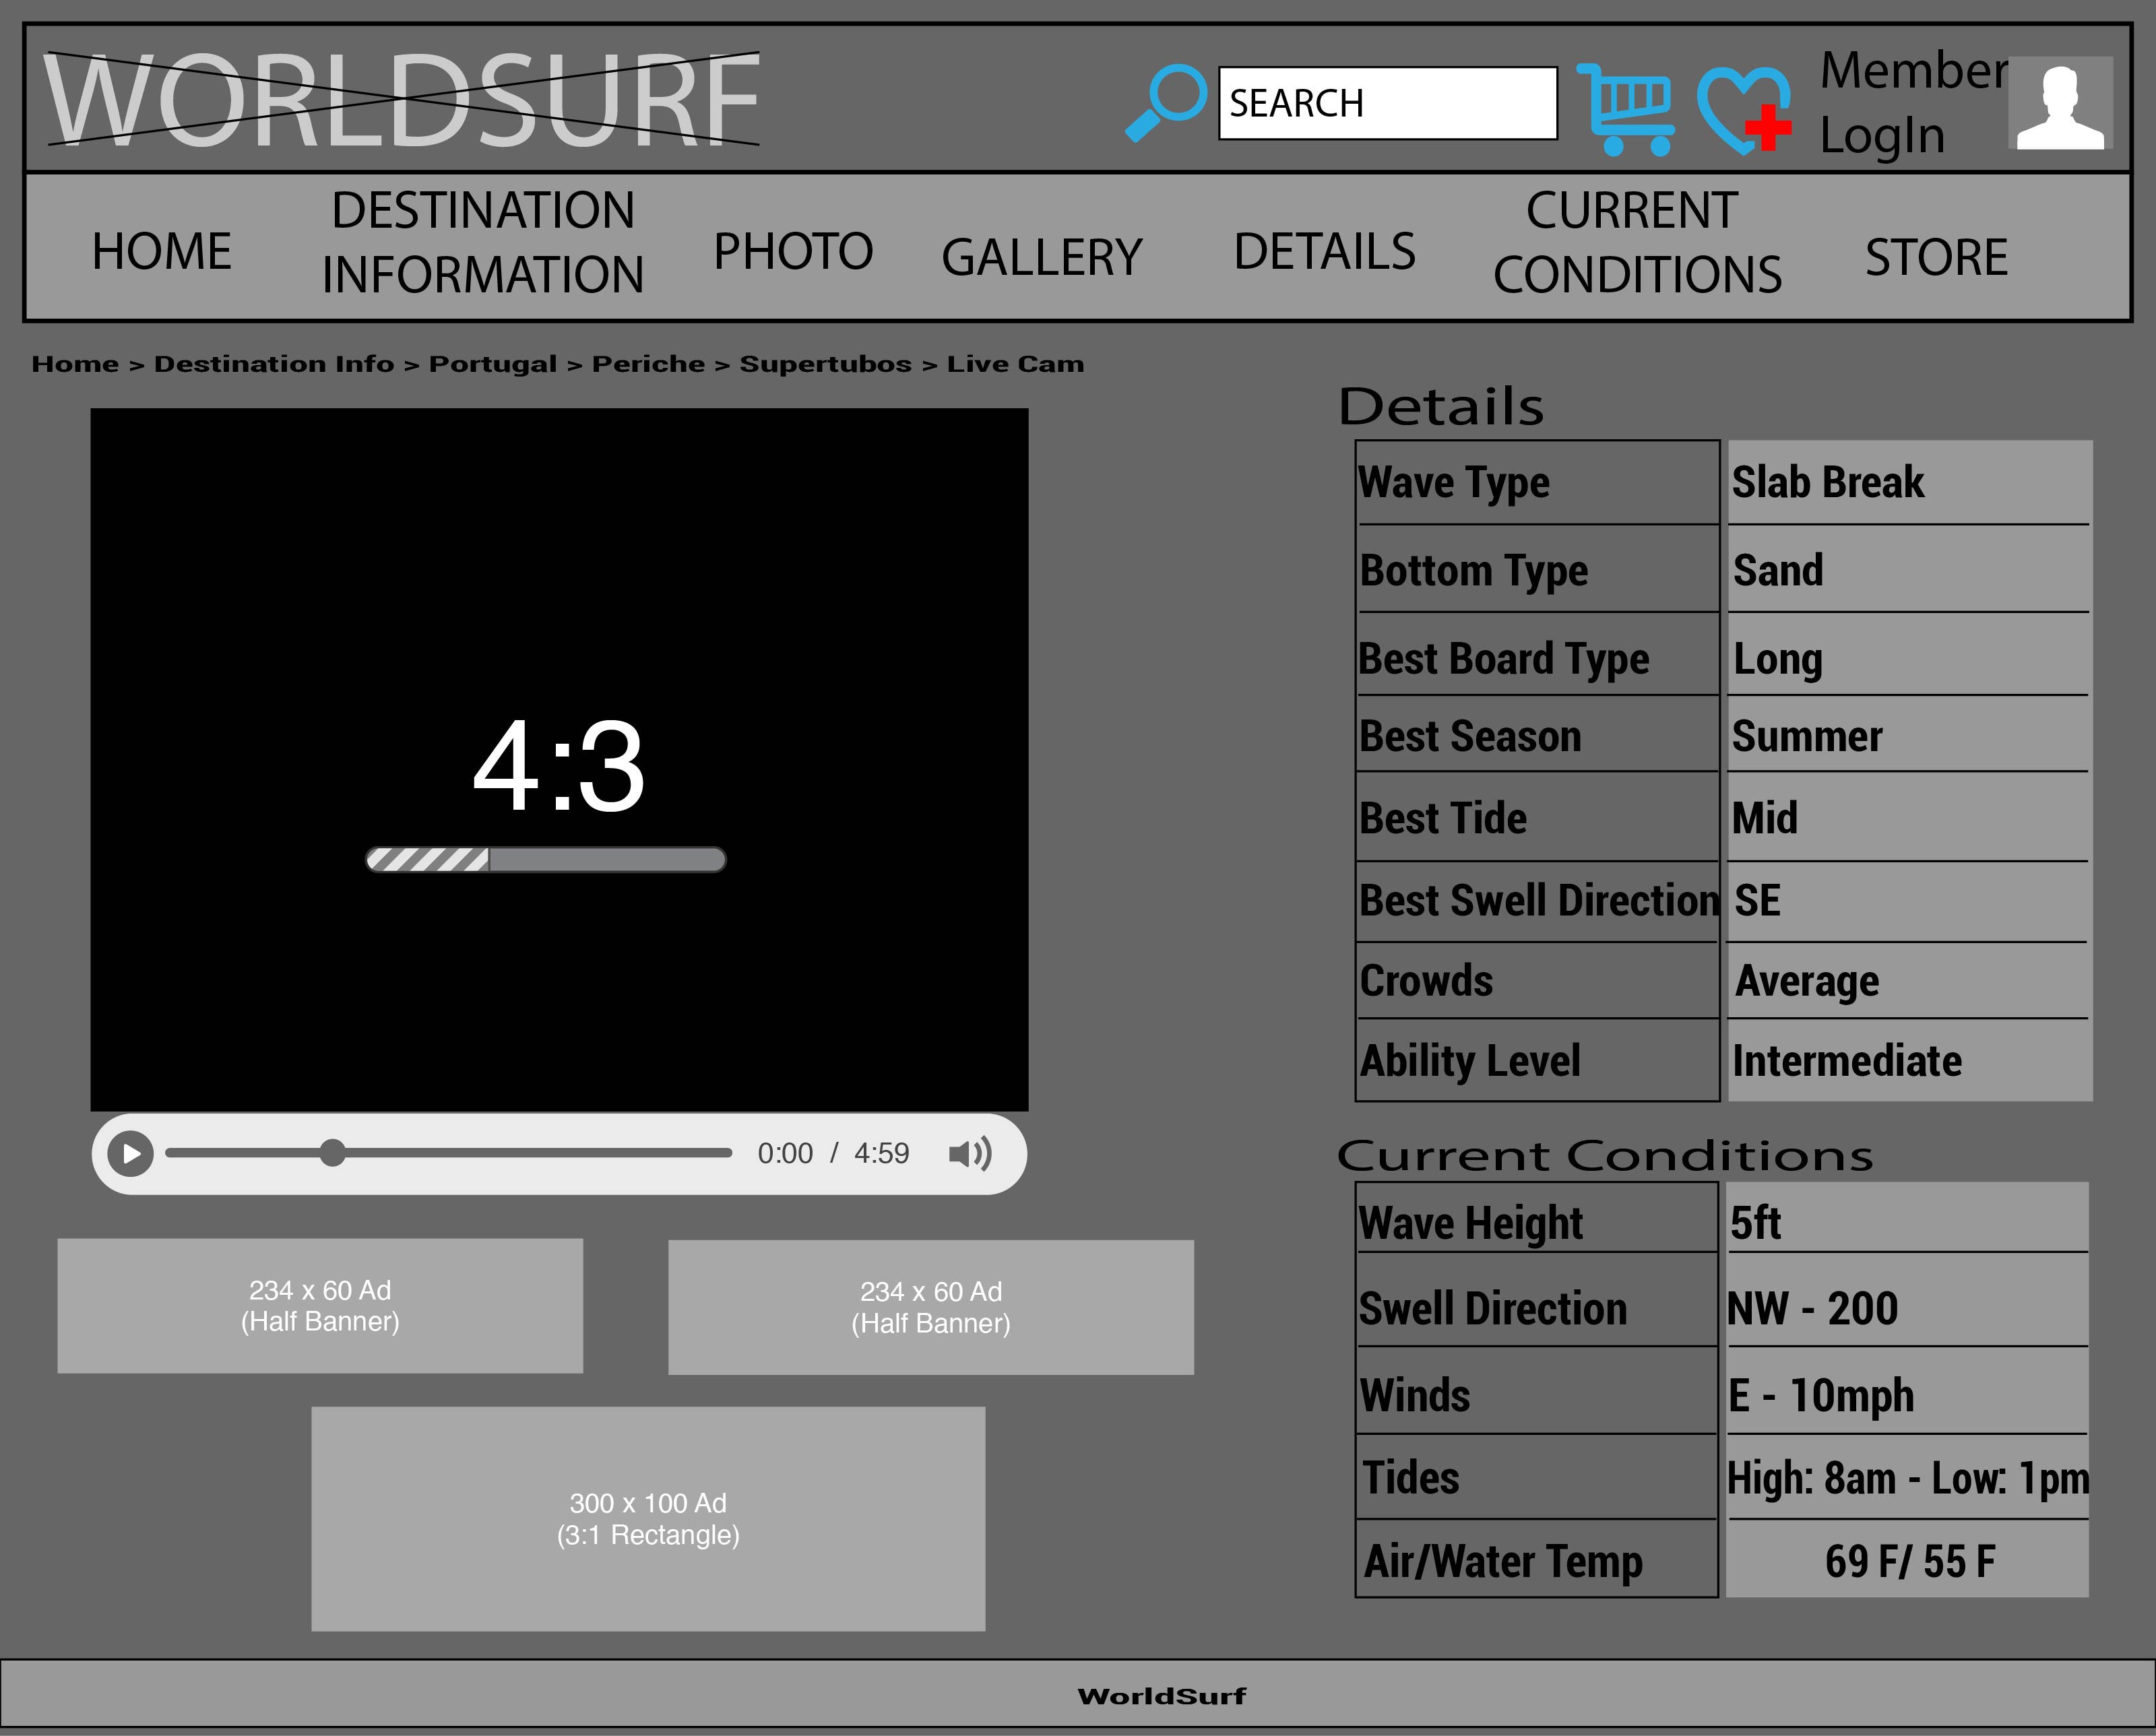 WORLDSURF
SEARCH
Member
LogIn
HOME
DESTINATION
INFORMATION
PHOTO
GALLERY
DETAILS
CURRENT
CONDITIONS
STORE
Home > Destination Info > Portugal > Periche > Supertubos > Live Cam
4:3
0:00 / 4:59
234 x 60 Ad
(Half Banner)
234 x 60 Ad
(Half Banner)
300 x 100 Ad
(3:1 Rectangle)
Details
Wave Type Slab Break
Bottom Type Sand
Best Board Type Long
Best Season Summer
Best Tide Mid
Best Swell Direction SE
Crowds Average
Ability Level Intermediate
Current Conditions
Wave Height 5ft
Swell Direction NW - 200
Winds E - 10mph
Tides High: 8am - Low: 1pm
Air/Water Temp 69 F/ 55 F
WorldSurf